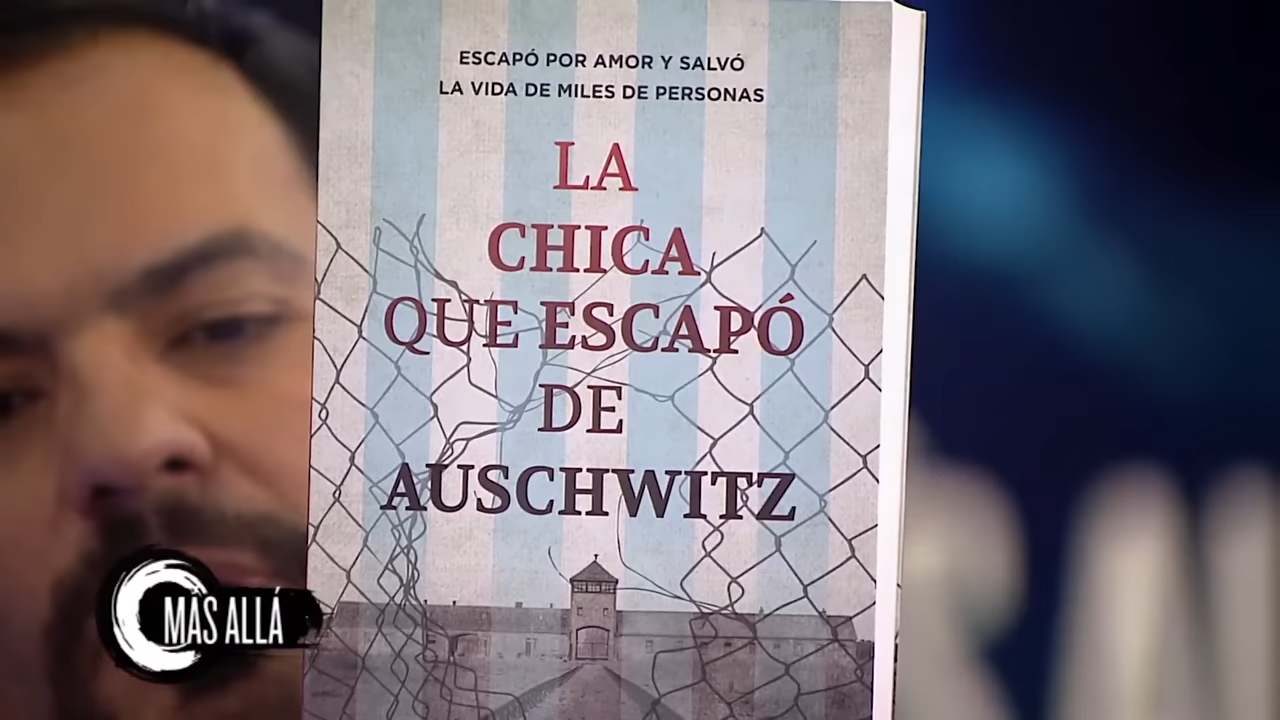 ESCAPÓ POR AMOR Y SALVÓ
LA VIDA DE MILES DE PERSONAS
LA
CHICA
QUE ESCAPÓ
DE
AUSCHWITZ
MÁS ALLÁ